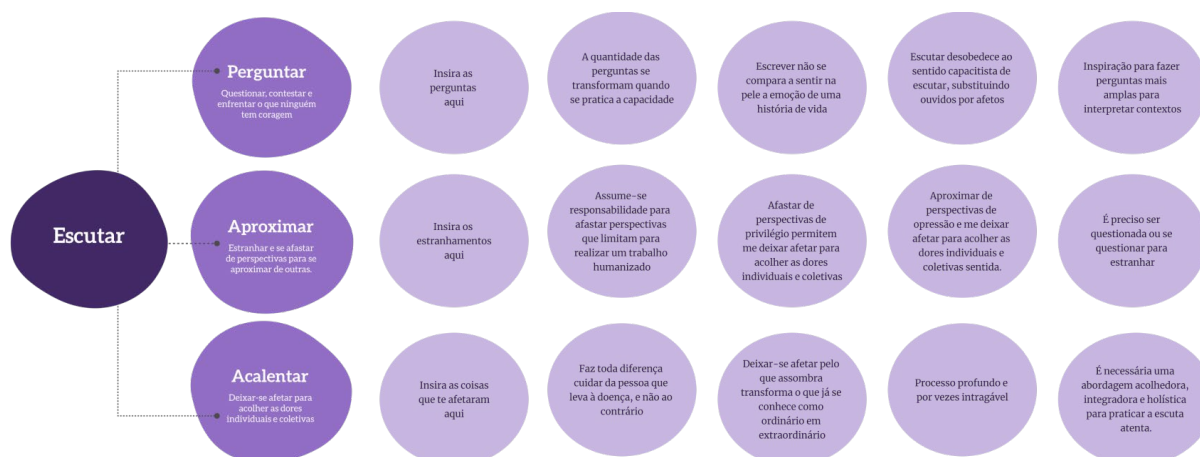 Escutar
Perguntar
Questionar, contestar e
enfrentar o que ninguém
tem coragem
Insira as
perguntas
aqui
A quantidade das
perguntas se
transformam quando
se pratica a capacidade
Escrever não se
compara a sentir na
pele a emoção de uma
história de vida
Escutar desobedece ao
sentido capacitista de
escutar, substituindo
ouvidos por afetos
Inspiração para fazer
perguntas mais
amplas para
interpretar contextos
Aproximar
Estranhar e se afastar
de perspectivas para se
aproximar de outras.
Insira os
estranhamentos
aqui
Assume-se
responsabilidade para
afastar perspectivas
que limitam para
realizar um trabalho
humanizado
Afastar de
perspectivas de
privilégio permitem
me deixar afetar para
acolher as dores
individuais e coletivas
Aproximar de
perspectivas de
opressão e me deixar
afetar para acolher as
dores individuais e
coletivas sentida.
É preciso ser
questionada ou se
questionar para
estranhar
Acalentar
Deixar-se afetar para
acolher as dores
individuais e coletivas
Insira as coisas
que te afetaram
aqui
Faz toda diferença
cuidar da pessoa que
leva à doença, e não ao
contrário
Deixar-se afetar pelo
que assombra
transforma o que já se
conhece como
ordinário em
extraordinário
Processo profundo e
por vezes intragável
É necessária uma
abordagem acolhedora,
integradora e holística
para praticar a escuta
atenta.